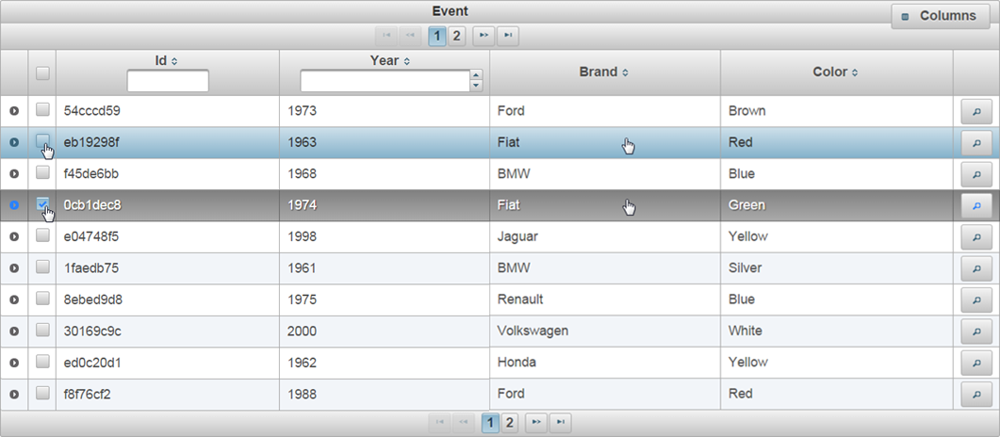 Event
Columns
1 2
Id Year Brand Color
54cccd59 1973 Ford Brown
eb19298f 1963 Fiat Red
f45de6bb 1968 BMW Blue
0cb1dec8 1974 Fiat Green
e04748f5 1998 Jaguar Yellow
1faedb75 1961 BMW Silver
8ebed9d8 1975 Renault Blue
30169c9c 2000 Volkswagen White
ed0c20d1 1962 Honda Yellow
f8f76cf2 1988 Ford Red
1 2